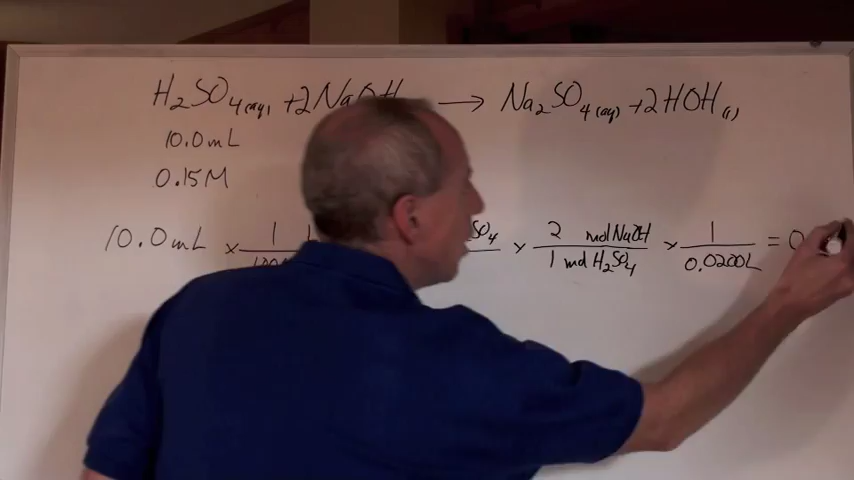 H₂SO₄(aq) + 2NaOH → Na₂SO₄(aq) + 2HOH(l)
10.0mL
0.15M
10.0mL × 1 SO₄ × 2 mol NaOH / 1 mol H₂SO₄ × 1 / 0.0200L = 0